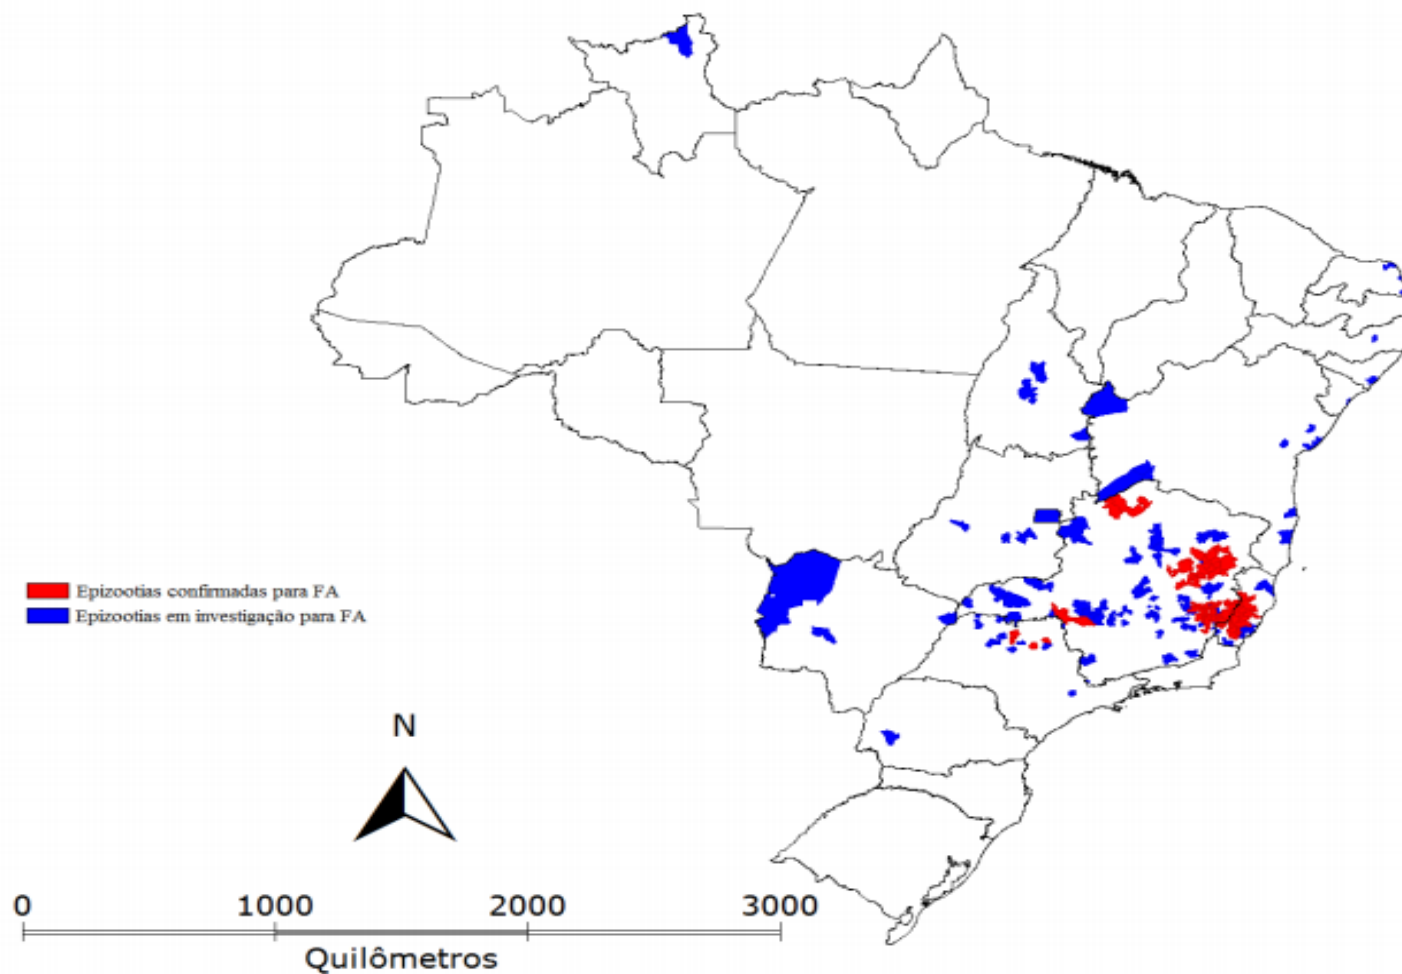 Epizootias confirmadas para FA
Epizootias em investigação para FA
N
0 1000 2000 3000
Quilômetros